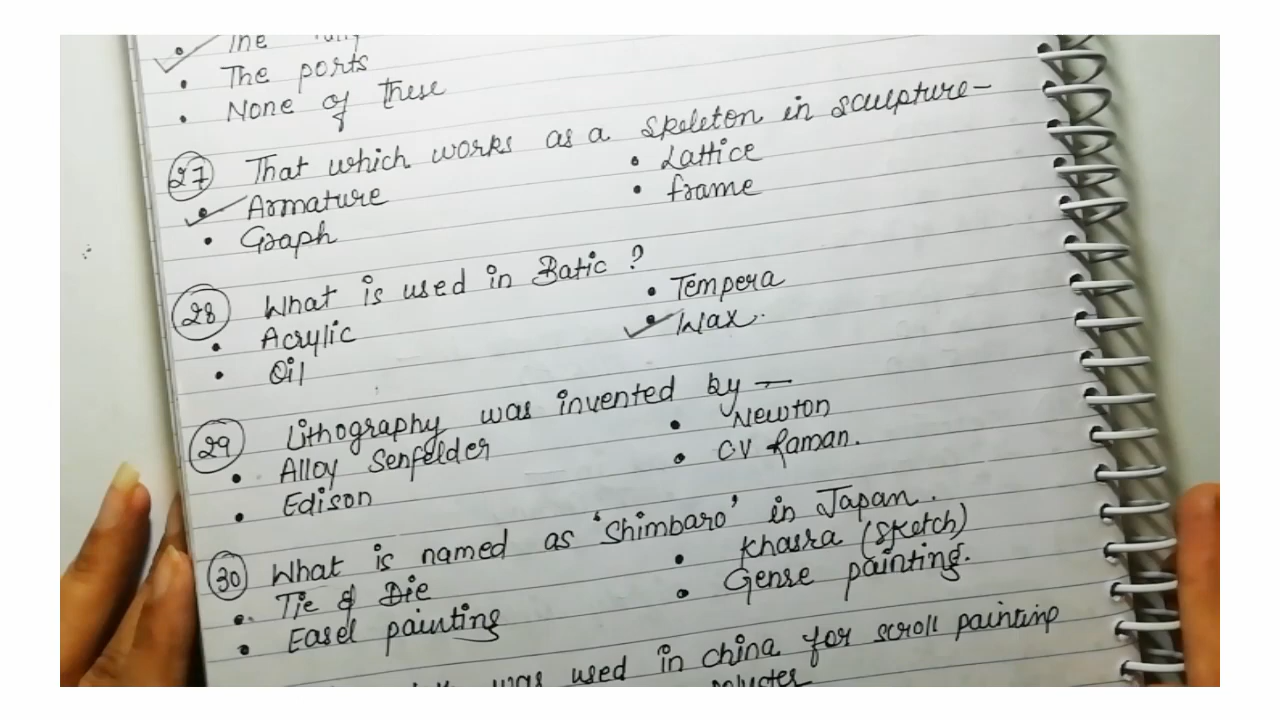 The
The ports
None of these
27 That which works as a skeleton in sculpture-
Armature
Lattice
Graph
frame
28 What is used in Batic ?
Acrylic
Tempera
Oil
Wax.
29 Lithography was invented by —
Alloy Senfelder
Newton
Edison
C.V Raman.
30 What is named as 'Shimbaro' in Japan.
Tie & Die
Khasra (Sketch)
Easel painting
Genre painting.
was used in china for scroll painting